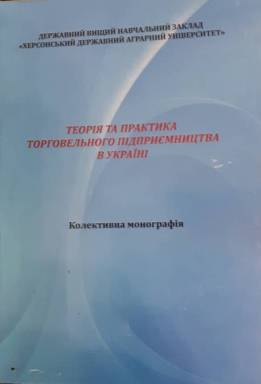 ДЕРЖАВНИЙ ВИЩИЙ НАВЧАЛЬНИЙ ЗАКЛАД
«ХЕРСОНСЬКИЙ ДЕРЖАВНИЙ АГРАРНИЙ УНІВЕРСИТЕТ»
ТЕОРІЯ ТА ПРАКТИКА
ТОРГОВЕЛЬНОГО ПІДПРИЄМНИЦТВА
В УКРАЇНІ
Колективна монографія